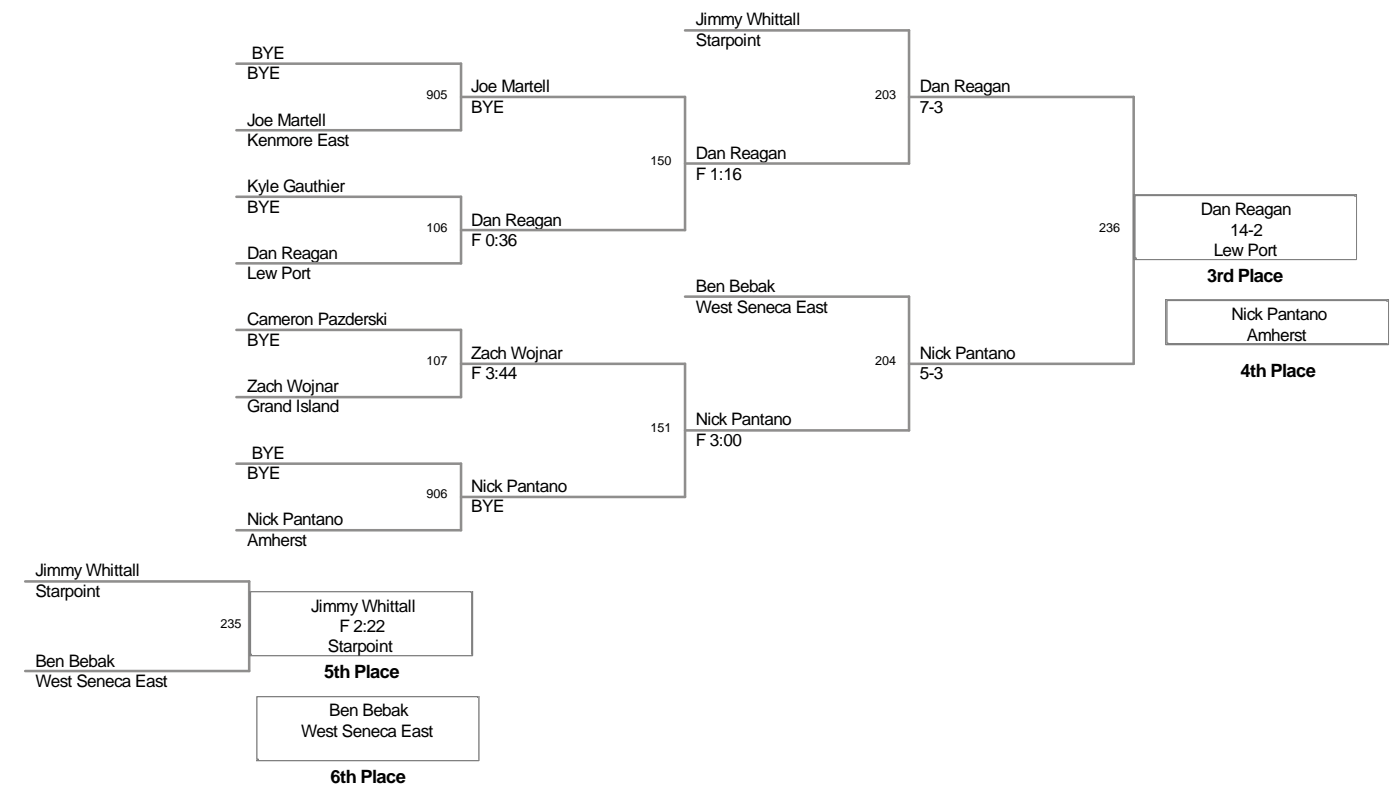 Jimmy Whittall
Starpoint
BYE
BYE
905
Joe Martell
BYE
203
Dan Reagan
7-3
Joe Martell
Kenmore East
150
Dan Reagan
F 1:16
Kyle Gauthier
BYE
106
Dan Reagan
F 0:36
236
Dan Reagan
14-2
Lew Port
3rd Place
Dan Reagan
Lew Port
Ben Bebak
West Seneca East
Nick Pantano
Amherst
4th Place
Cameron Pazderski
BYE
107
Zach Wojnar
F 3:44
204
Nick Pantano
5-3
Zach Wojnar
Grand Island
151
Nick Pantano
F 3:00
BYE
BYE
906
Nick Pantano
BYE
Nick Pantano
Amherst
Jimmy Whittall
Starpoint
235
Jimmy Whittall
F 2:22
Starpoint
5th Place
Ben Bebak
West Seneca East
Ben Bebak
West Seneca East
6th Place